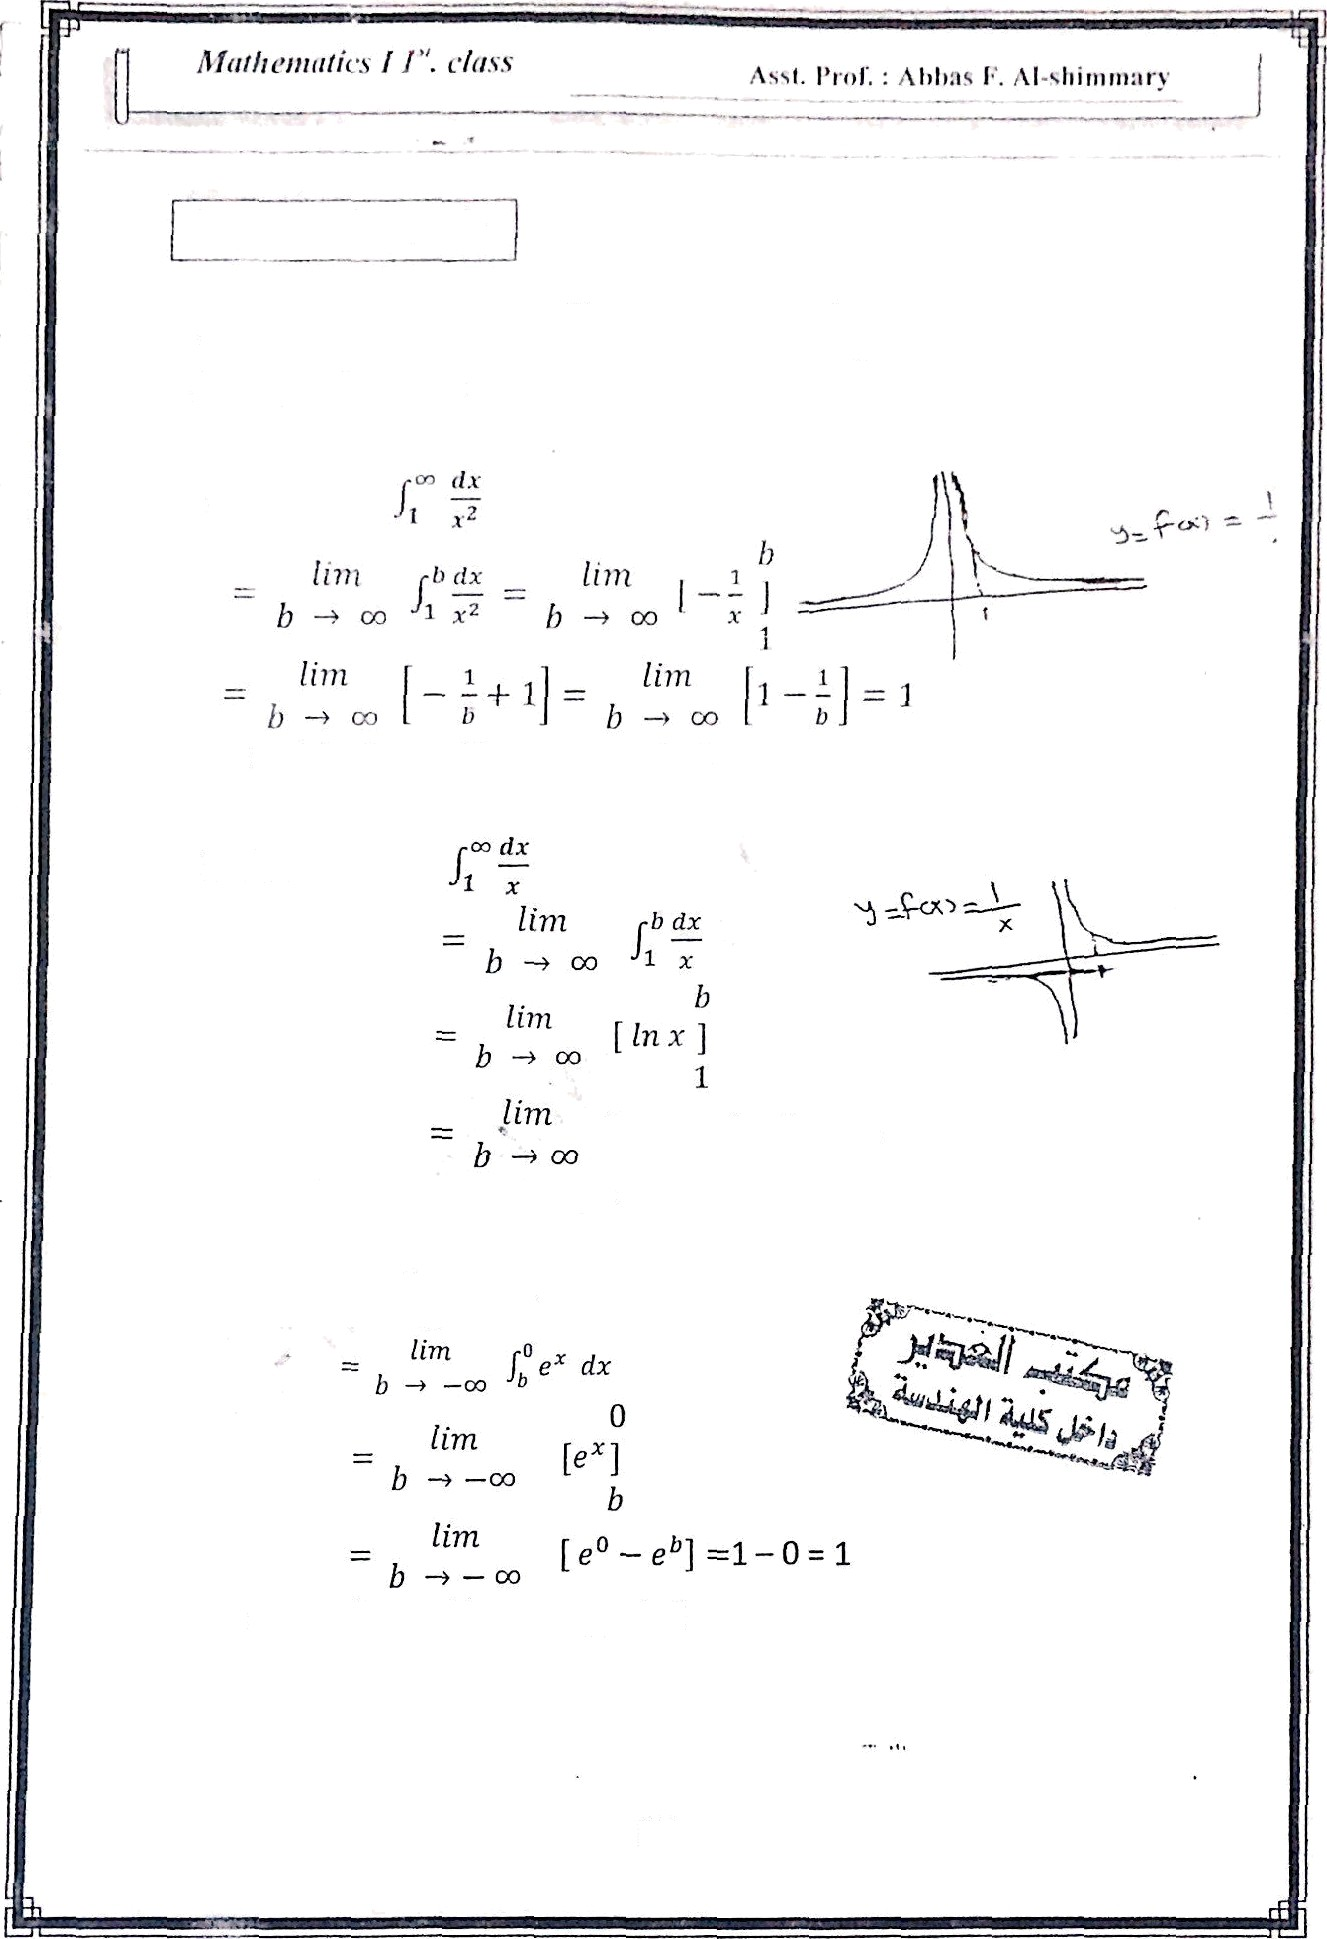 Mathematics I 1st. class
Asst. Prof. : Abbas F. Al-shimmary
∫₁^∞ dx/x²
= lim b → ∞ ∫₁^b dx/x² = lim b → ∞ [−1/x]₁^b
y=f(x) = 1
= lim b → ∞ [−1/b + 1] = lim b → ∞ [1 − 1/b] = 1
∫₁^∞ dx/x
y=f(x)=1/x
= lim b → ∞ ∫₁^b dx/x
= lim b → ∞ [ln x]₁^b
= lim b → ∞
= lim b → −∞ ∫_b^0 e^x dx
= lim b → −∞ [e^x]_b^0
= lim b → −∞ [e^0 − e^b] =1−0=1
مكتب الغدير
داخل كلية الهندسة
1
1